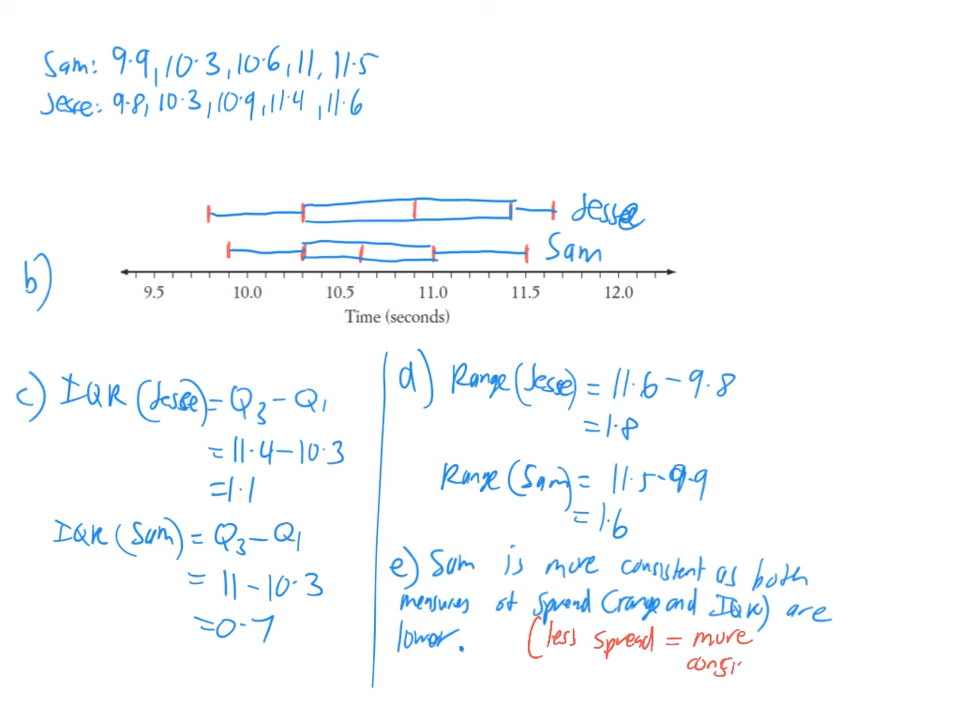 Sam: 9.9, 10.3, 10.6, 11, 11.5
Jesse: 9.8, 10.3, 10.9, 11.4, 11.6
Jesse
Sam
b)
9.5 10.0 10.5 11.0 11.5 12.0
Time (seconds)
c) IQR (Jesse) = Q3 - Q1
= 11.4 - 10.3
= 1.1
IQR (Sam) = Q3 - Q1
= 11 - 10.3
= 0.7
d) Range (Jesse) = 11.6 - 9.8
= 1.8
Range (Sam) = 11.5 - 9.9
= 1.6
e) Sam is more consistent as both
measures of spread (range and IQR) are
lower. (less spread = more
consi